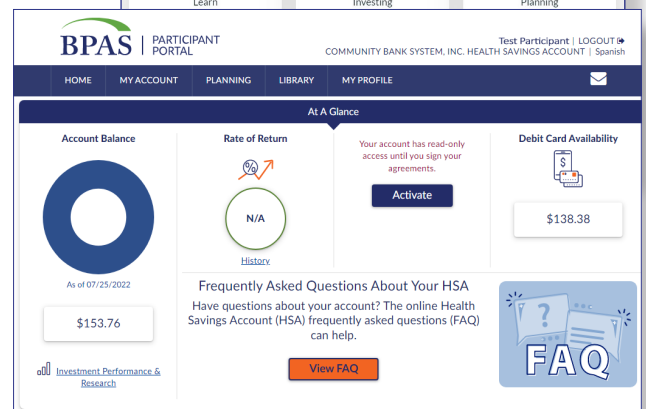 Learn Investing Planning
BPAS | PARTICIPANT PORTAL
Test Participant | LOGOUT
COMMUNITY BANK SYSTEM, INC. HEALTH SAVINGS ACCOUNT | Spanish
HOME MY ACCOUNT PLANNING LIBRARY MY PROFILE
At A Glance
Account Balance
As of 07/25/2022
$153.76
Investment Performance &
Research
Rate of Return
%
N/A
History
Your account has read-only
access until you sign your
agreements.
Activate
Debit Card Availability
$
$138.38
Frequently Asked Questions About Your HSA
Have questions about your account? The online Health
Savings Account (HSA) frequently asked questions (FAQ)
can help.
View FAQ
?
FAQ